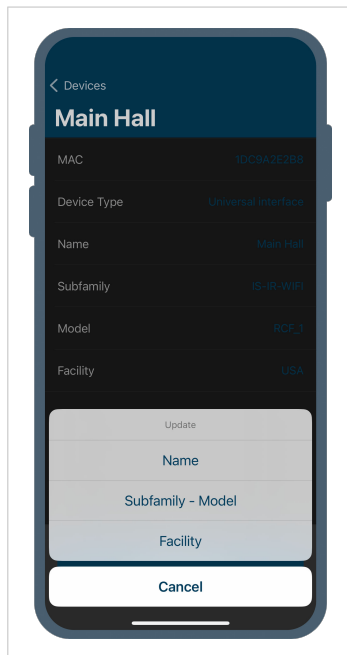 Devices
Main Hall
MAC 1DC9A2E2B8
Device Type Universal interface
Name Main Hall
Subfamily IS-IR-WIFI
Model RCF_1
Facility USA
Update
Name
Subfamily - Model
Facility
Cancel